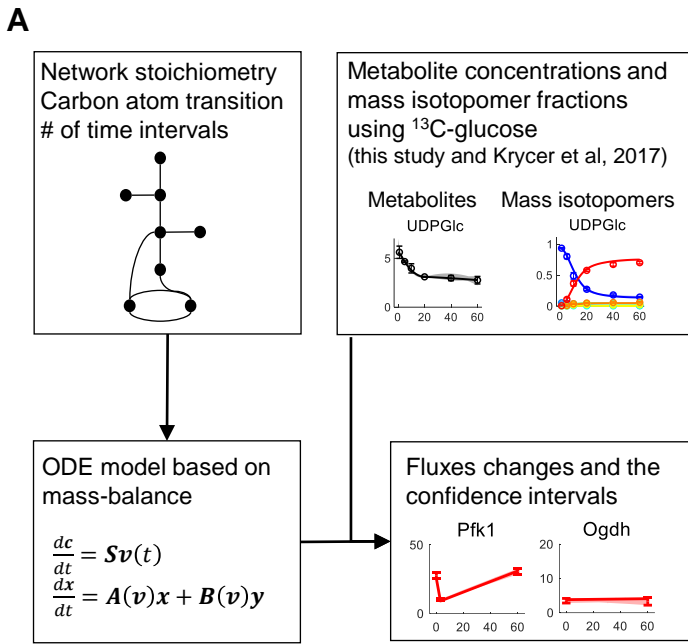 A
Network stoichiometry
Carbon atom transition
# of time intervals
Metabolite concentrations and
mass isotopomer fractions
using ¹³C-glucose
(this study and Krycer et al, 2017)
Metabolites
UDPGlc
5
0
0 20 40 60
Mass isotopomers
UDPGlc
1
0.5
0
0 20 40 60
ODE model based on
mass-balance
dc/dt = Sv(t)
dx/dt = A(v)x + B(v)y
Fluxes changes and the
confidence intervals
Pfk1
50
0
0 20 40 60
Ogdh
20
10
0
0 20 40 60